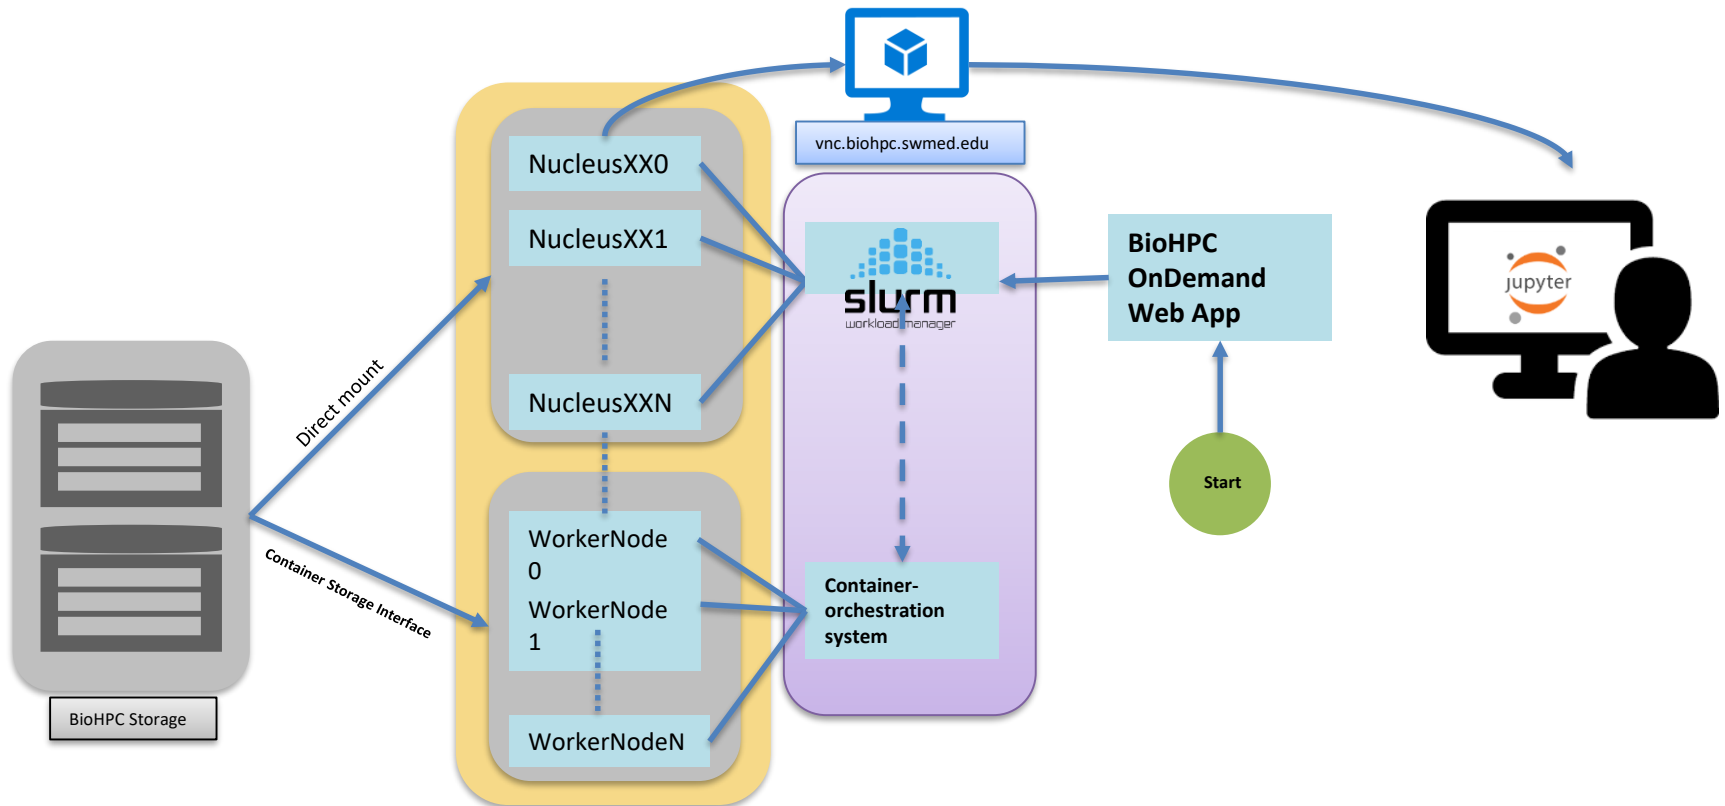 vnc.biohpc.swmed.edu
NucleusXX0
NucleusXX1
NucleusXXN
WorkerNode
0
WorkerNode
1
WorkerNodeN
slurm
workload manager
Container-
orchestration
system
BioHPC
OnDemand
Web App
Start
jupyter
Direct mount
Container Storage Interface
BioHPC Storage